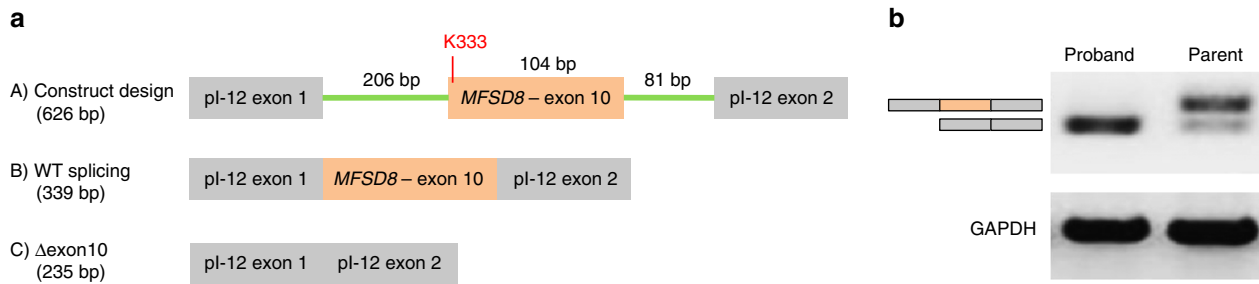 a
K333
206 bp
104 bp
81 bp
A) Construct design
(626 bp)
pI-12 exon 1
MFSD8 – exon 10
pI-12 exon 2
B) WT splicing
(339 bp)
pI-12 exon 1
MFSD8 – exon 10
pI-12 exon 2
C) Δexon10
(235 bp)
pI-12 exon 1
pI-12 exon 2
b
Proband
Parent
GAPDH